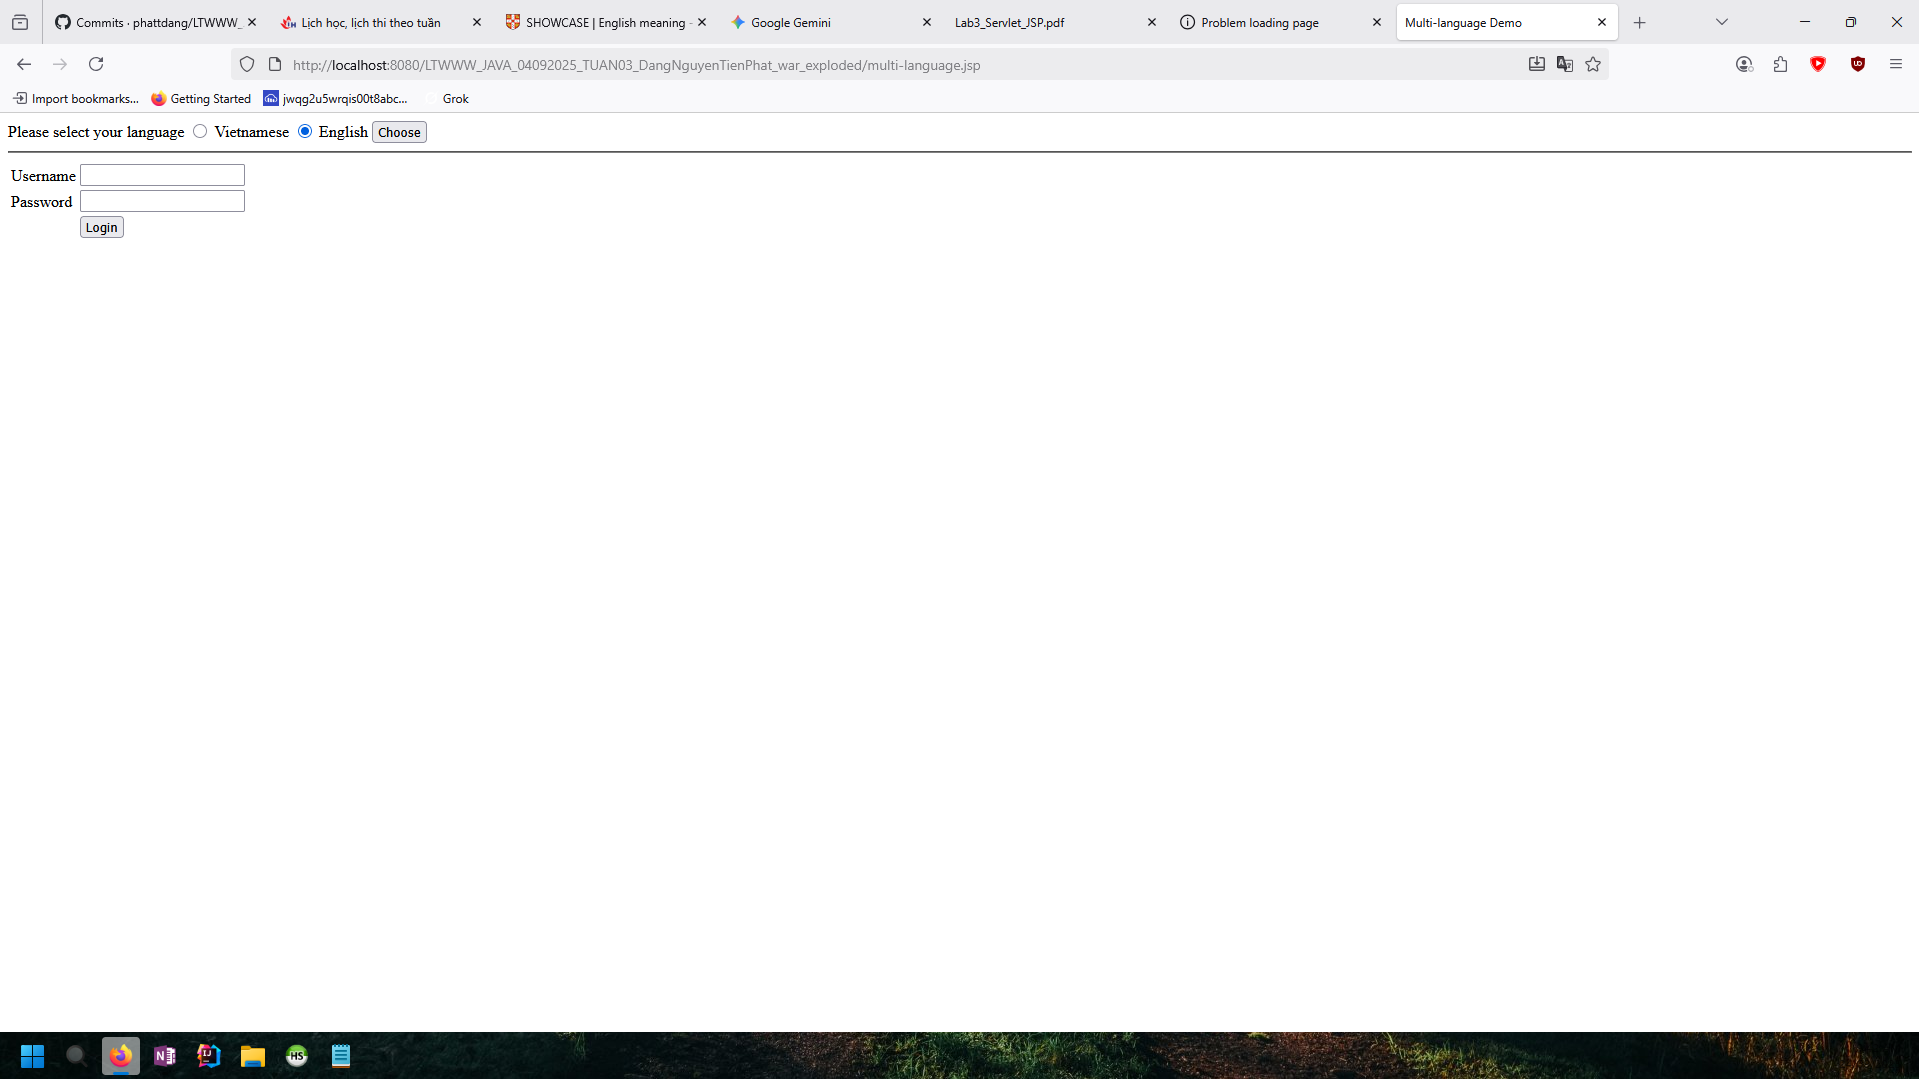 Commits · phattdang/LTWWW_ Lịch học, lịch thi theo tuần SHOWCASE | English meaning - Google Gemini Lab3_Servlet_JSP.pdf Problem loading page Multi-language Demo
http://localhost:8080/LTWWW_JAVA_04092025_TUAN03_DangNguyenTienPhat_war_exploded/multi-language.jsp
Import bookmarks... Getting Started jwqg2u5wrqis00t8abc... Grok
Please select your language Vietnamese English Choose
Username
Password
Login